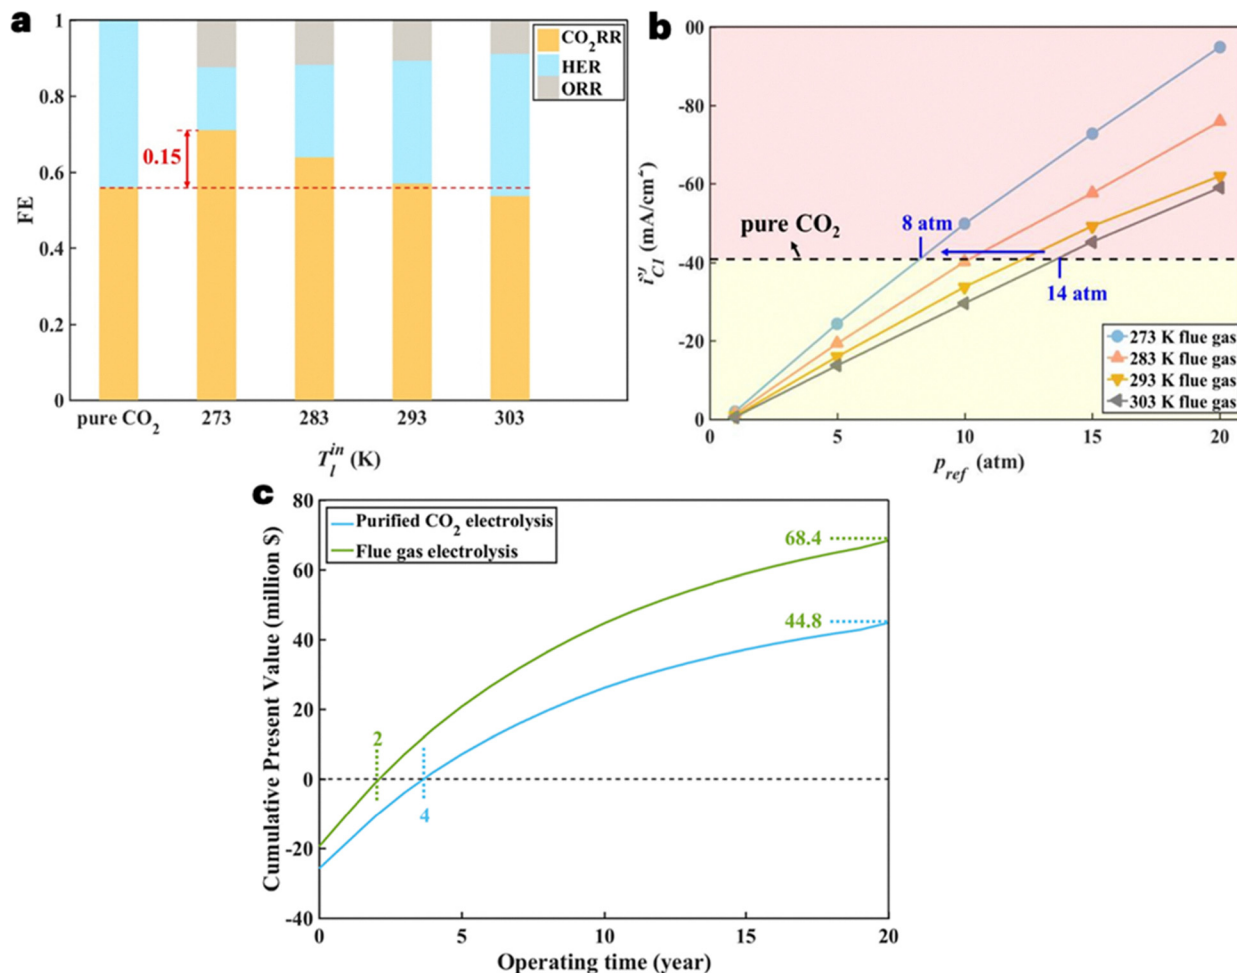 a
1
0.8
0.6
0.4
0.2
0
FE
CO₂RR
HER
ORR
0.15
pure CO₂
273
283
293
303
T_l^{in} (K)
b
00
-80
-60
-40
-20
0
(mA/cm²)
pure CO₂
8 atm
14 atm
273 K flue gas
283 K flue gas
293 K flue gas
303 K flue gas
0
5
10
15
20
p_{ref} (atm)
c
80
60
40
20
0
-20
-40
Cumulative Present Value (million $)
Purified CO₂ electrolysis
Flue gas electrolysis
68.4
44.8
2
4
0
5
10
15
20
Operating time (year)